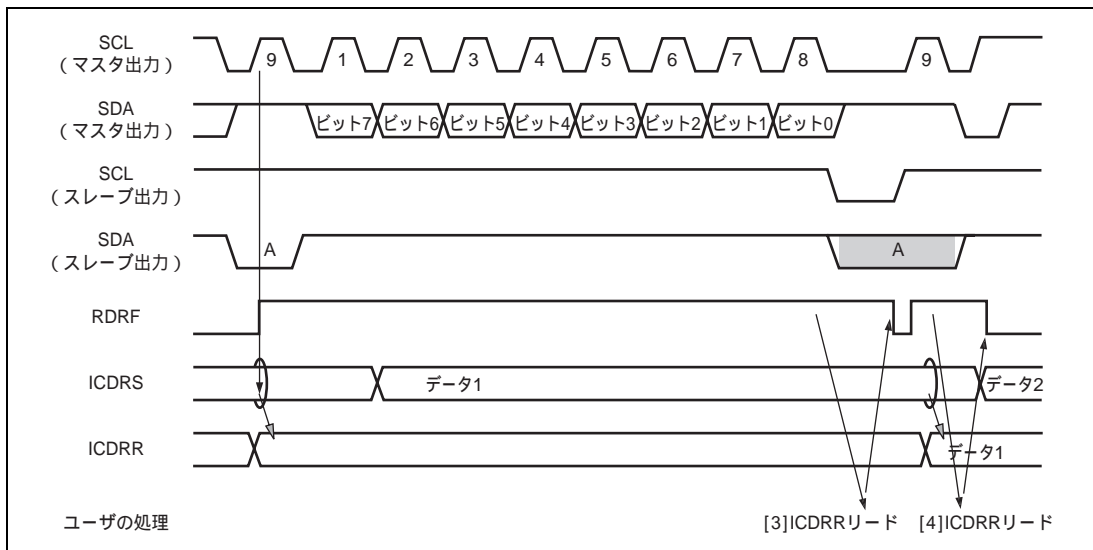 SCL
(マスタ出力) 9 1 2 3 4 5 6 7 8 9
SDA
(マスタ出力) ビット7 ビット6 ビット5 ビット4 ビット3 ビット2 ビット1 ビット0
SCL
(スレーブ出力)
SDA
(スレーブ出力) A A
RDRF
ICDRS データ1 データ2
ICDRR データ1
ユーザの処理 [3]ICDRRリード [4]ICDRRリード